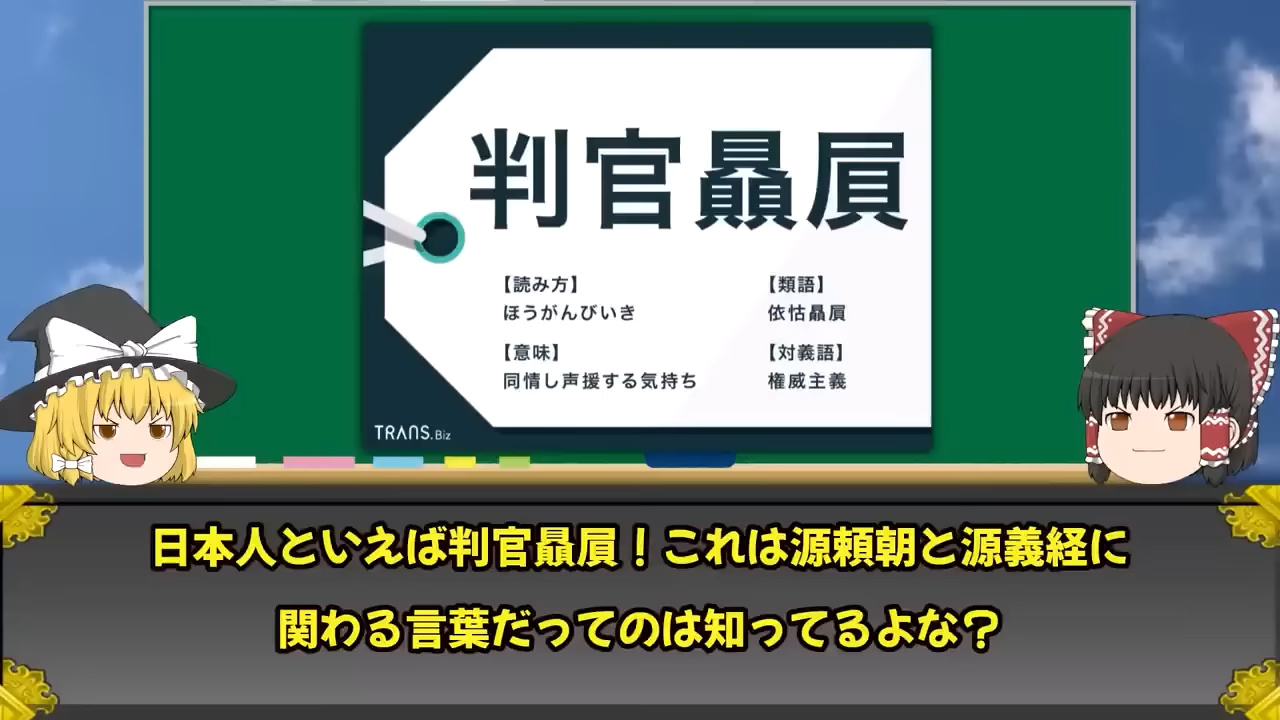 判官贔屓
【読み方】
ほうがんびいき
【意味】
同情し声援する気持ち
【類語】
依怙贔屓
【対義語】
権威主義
TRANS.Biz
日本人といえば判官贔屓！これは源頼朝と源義経に
関わる言葉だってのは知ってるよな？